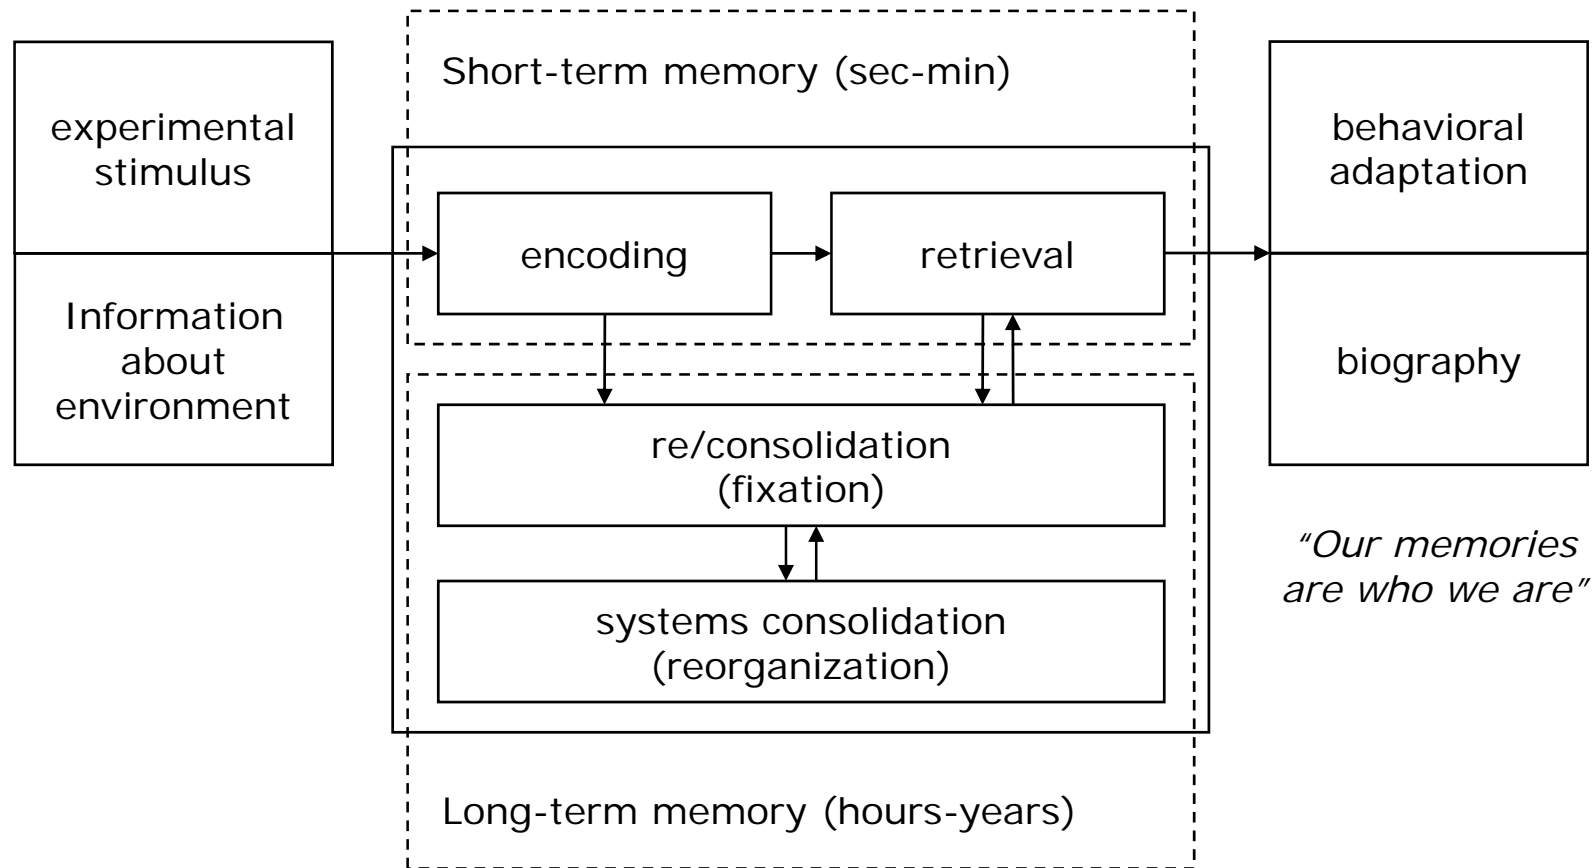 experimental
stimulus
Information
about
environment
Short-term memory (sec-min)
encoding
retrieval
re/consolidation
(fixation)
systems consolidation
(reorganization)
Long-term memory (hours-years)
behavioral
adaptation
biography
"Our memories
are who we are"